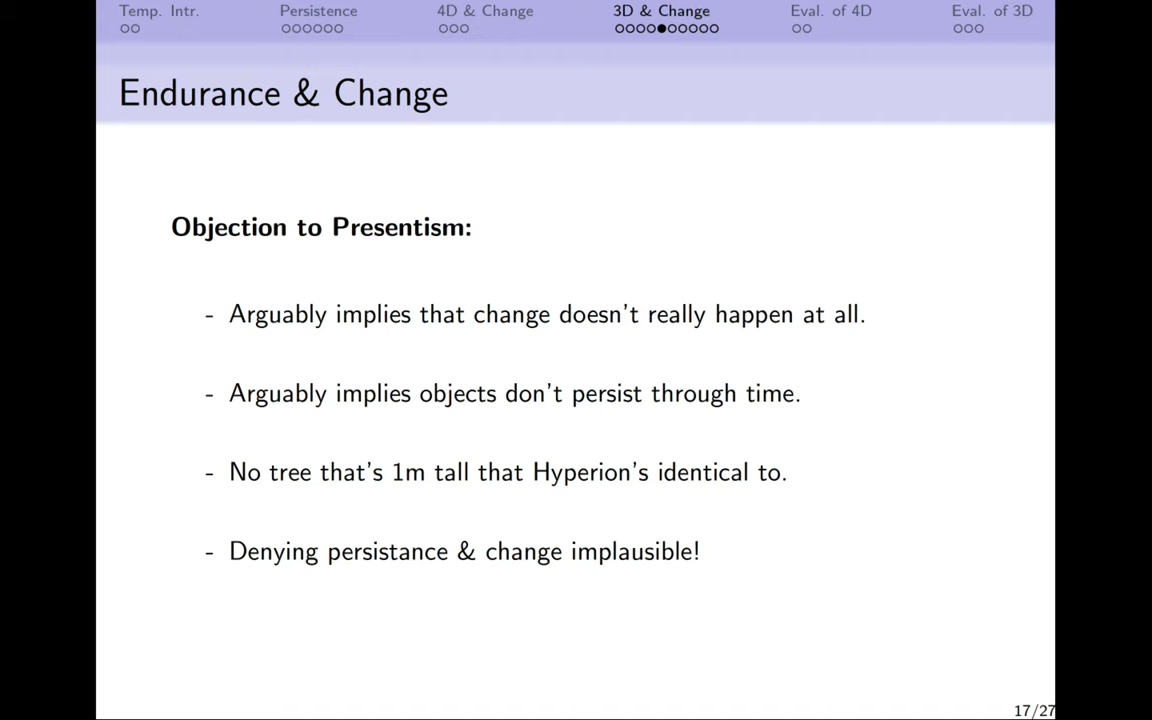 Temp. Intr. Persistence 4D & Change 3D & Change Eval. of 4D Eval. of 3D
Endurance & Change
Objection to Presentism:
- Arguably implies that change doesn't really happen at all.
- Arguably implies objects don't persist through time.
- No tree that's 1m tall that Hyperion's identical to.
- Denying persistance & change implausible!
17/27